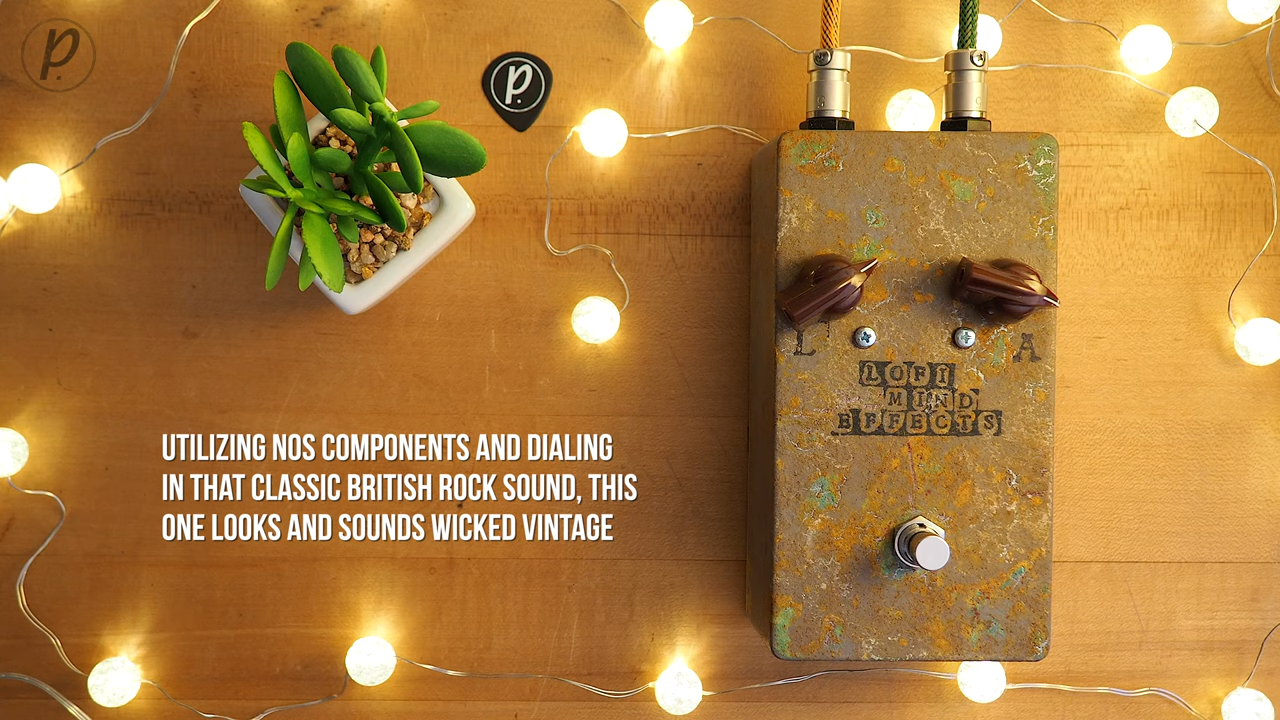 P.
P.
L A
LOFI
MIND
EFFECTS
UTILIZING NOS COMPONENTS AND DIALING
IN THAT CLASSIC BRITISH ROCK SOUND, THIS
ONE LOOKS AND SOUNDS WICKED VINTAGE